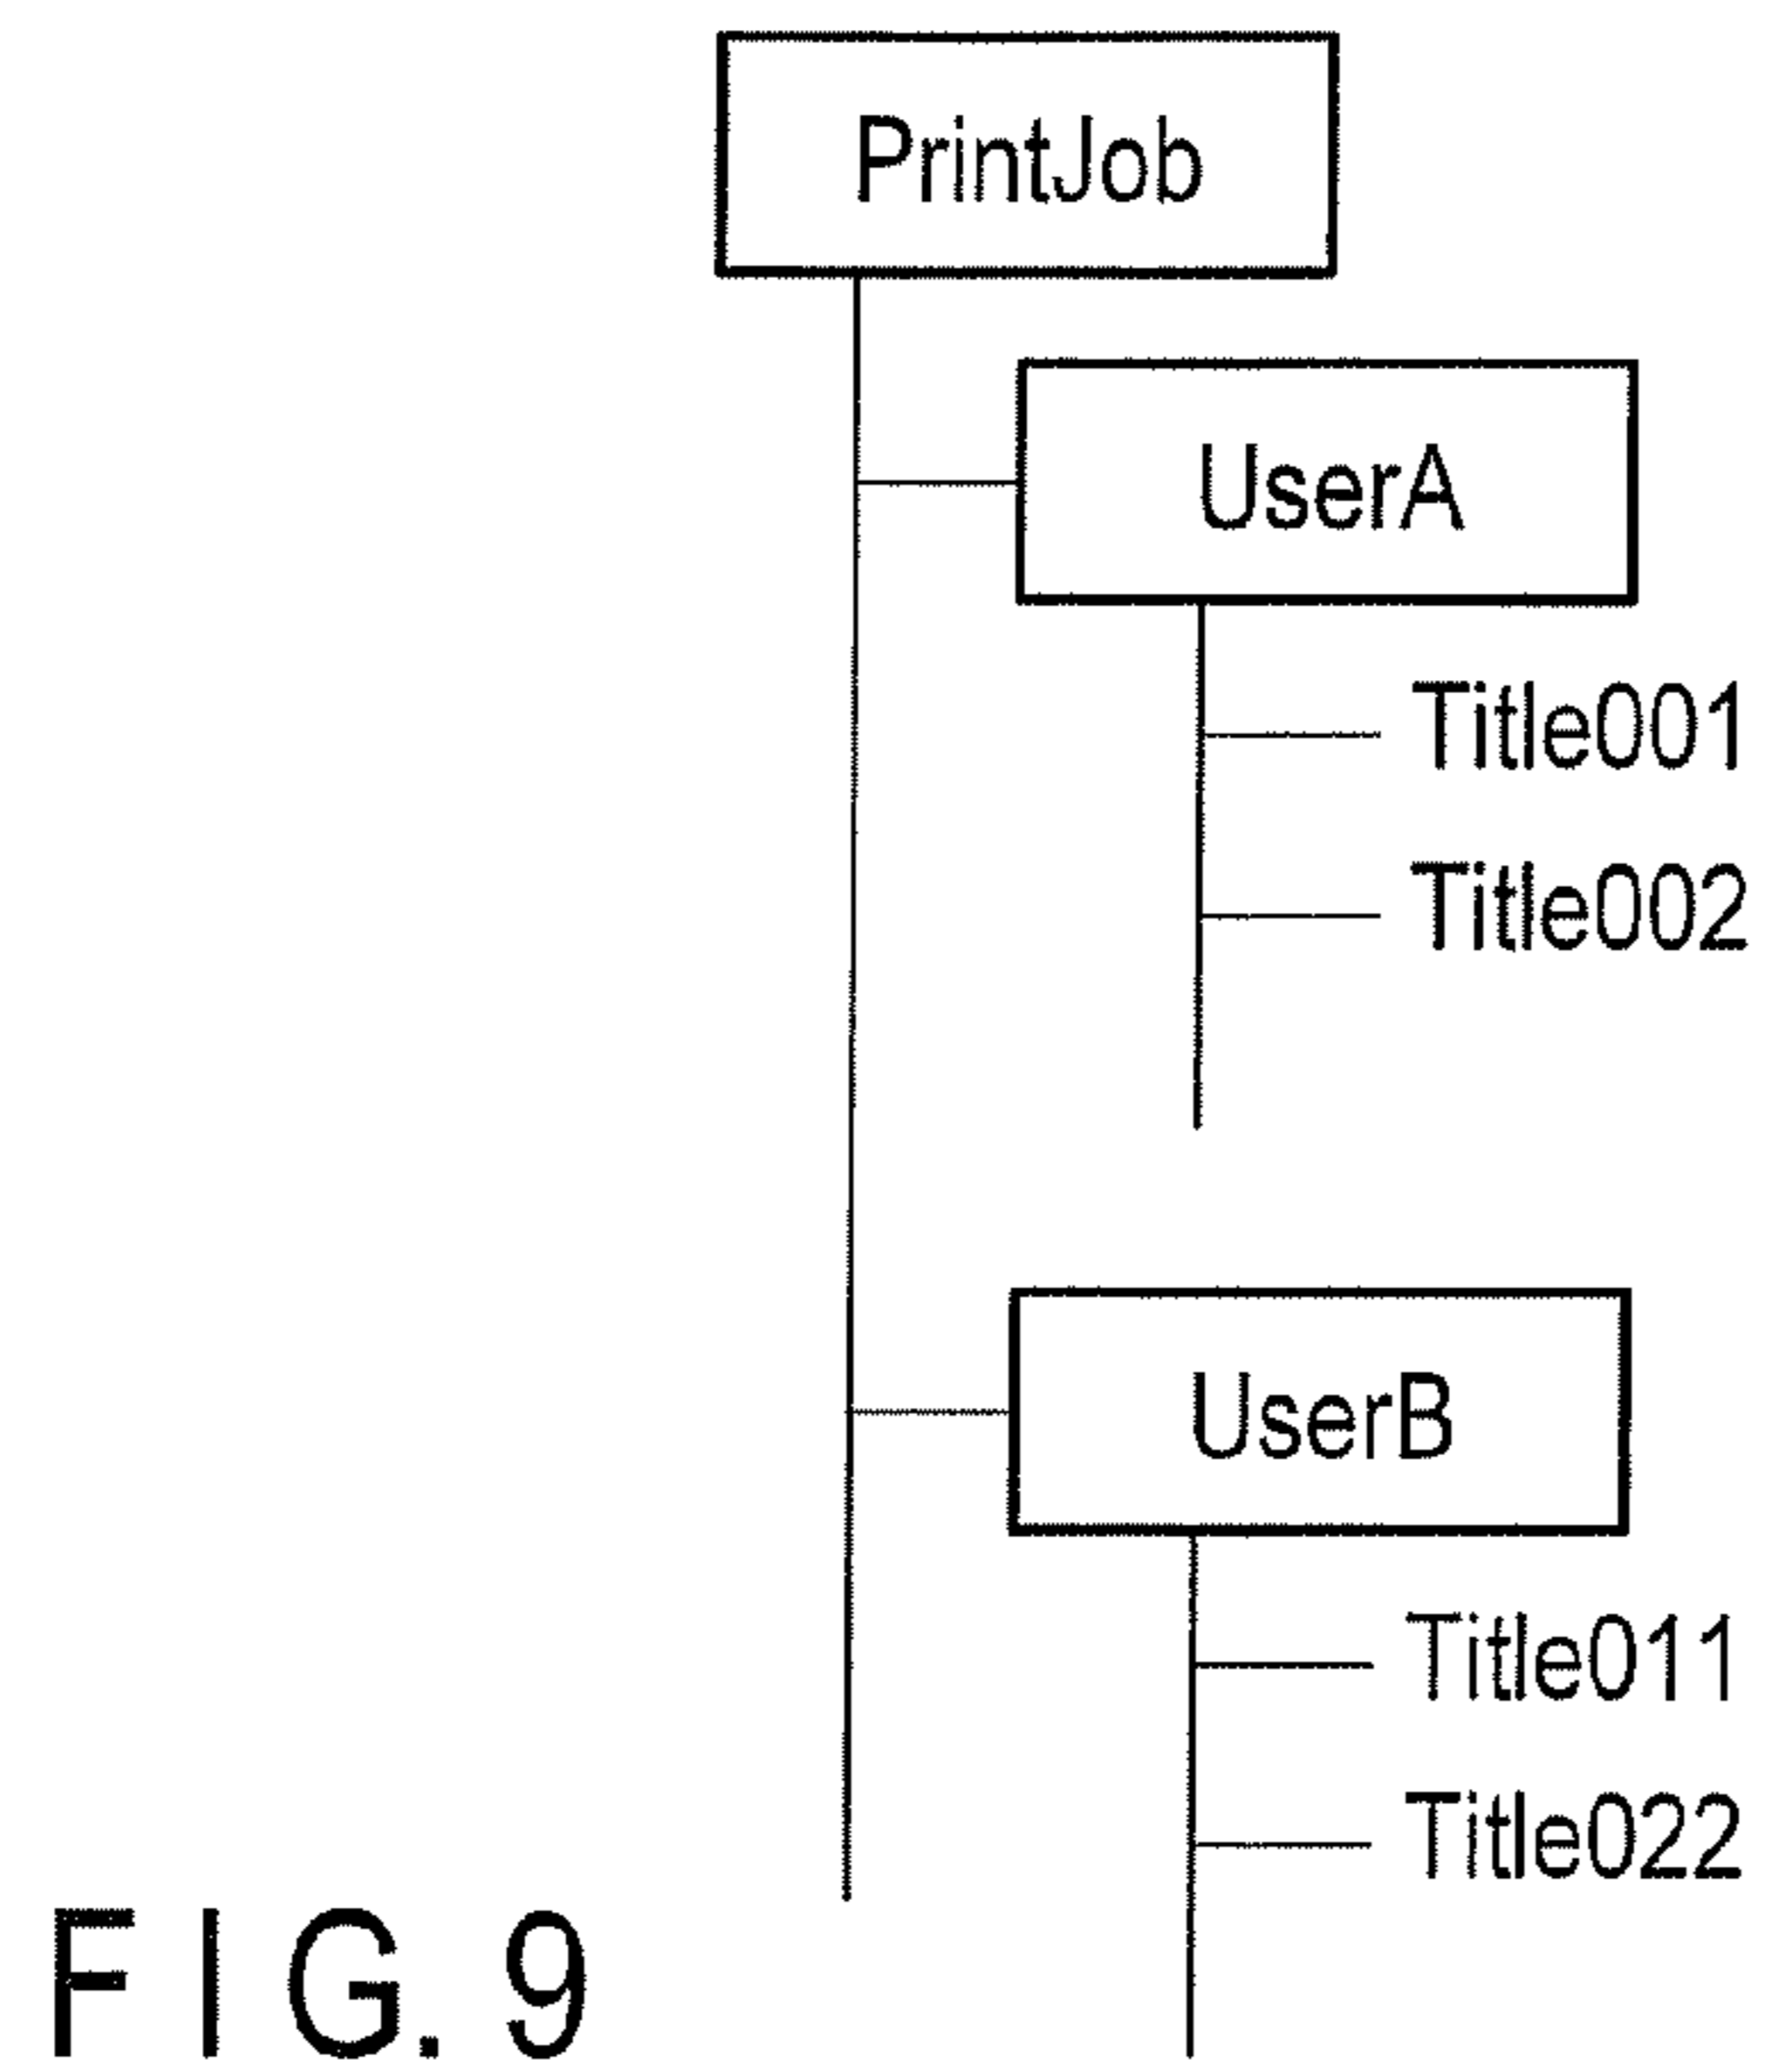 PrintJob
UserA
Title001
Title002
UserB
Title011
Title022
FIG. 9